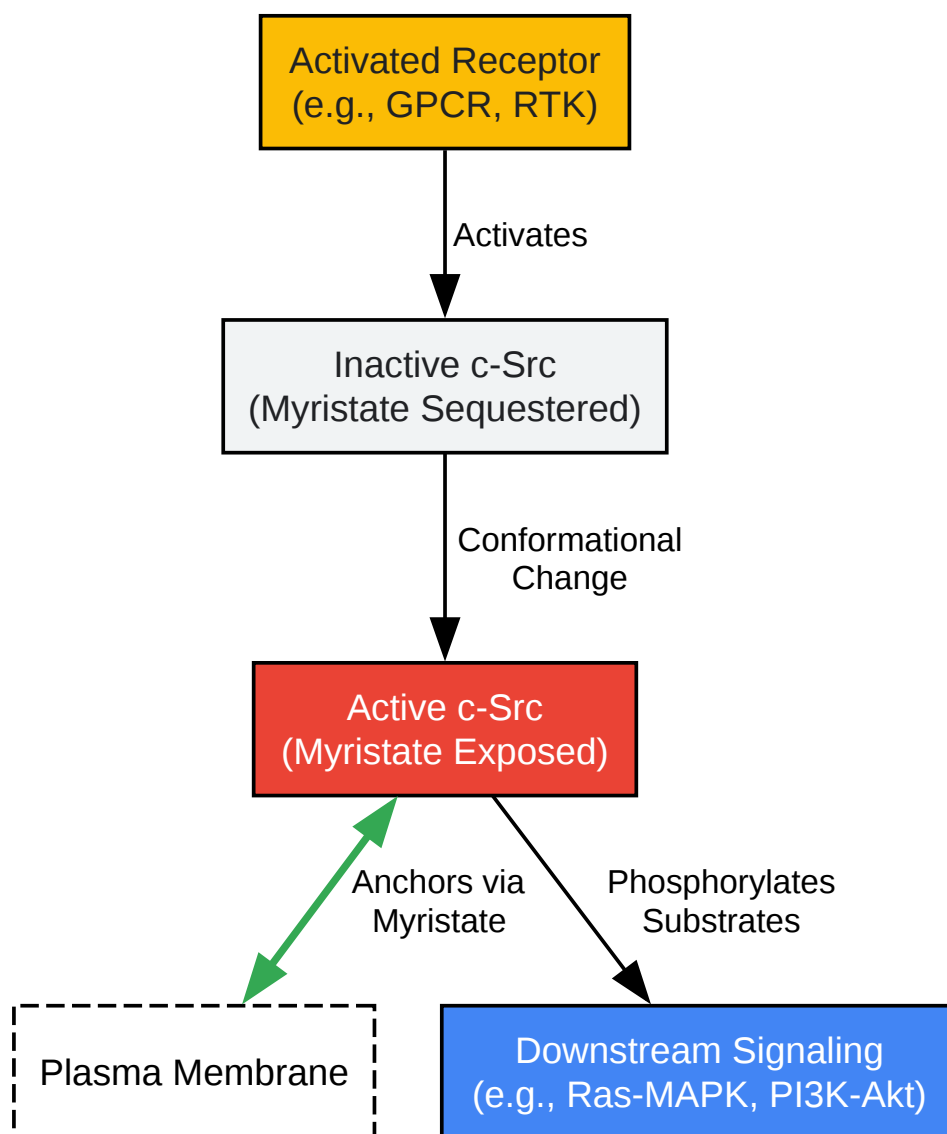 Activated Receptor
(e.g., GPCR, RTK)
Activates
Inactive c-Src
(Myristate Sequestered)
Conformational
Change
Active c-Src
(Myristate Exposed)
Anchors via
Myristate
Phosphorylates
Substrates
Plasma Membrane
Downstream Signaling
(e.g., Ras-MAPK, PI3K-Akt)